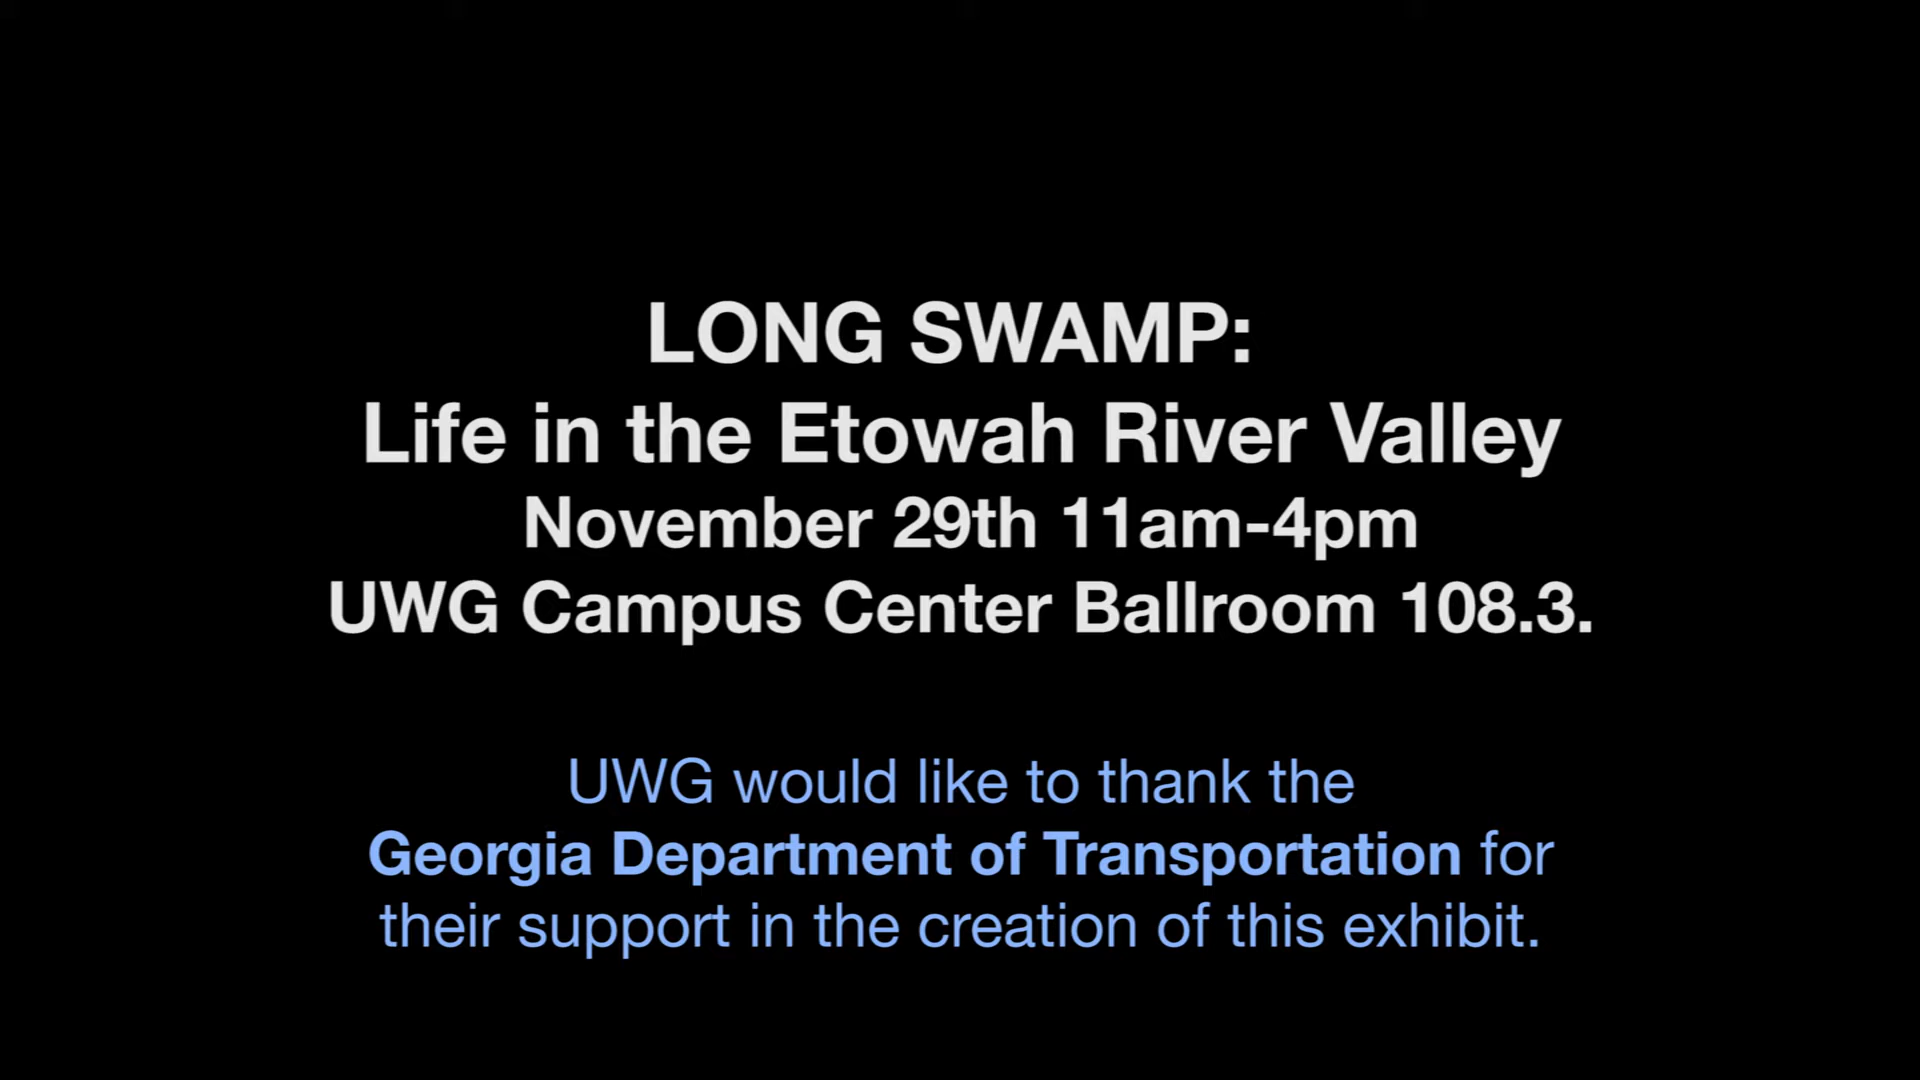 LONG SWAMP:
Life in the Etowah River Valley
November 29th 11am-4pm
UWG Campus Center Ballroom 108.3.
UWG would like to thank the
Georgia Department of Transportation for
their support in the creation of this exhibit.